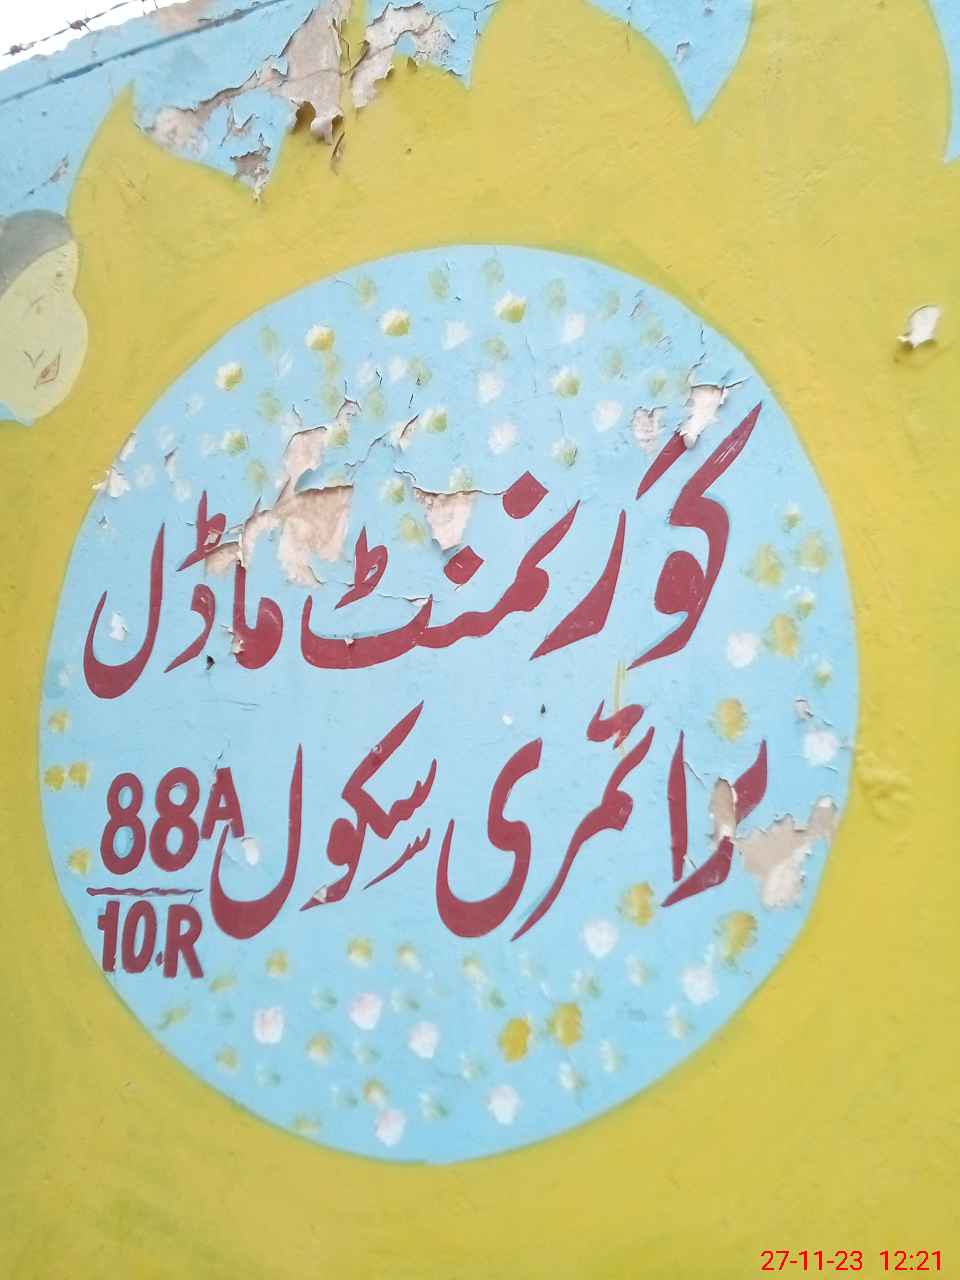 گورنمنٹ ماڈل
پرائمری سکول
88A
10.R
27-11-23 12:21